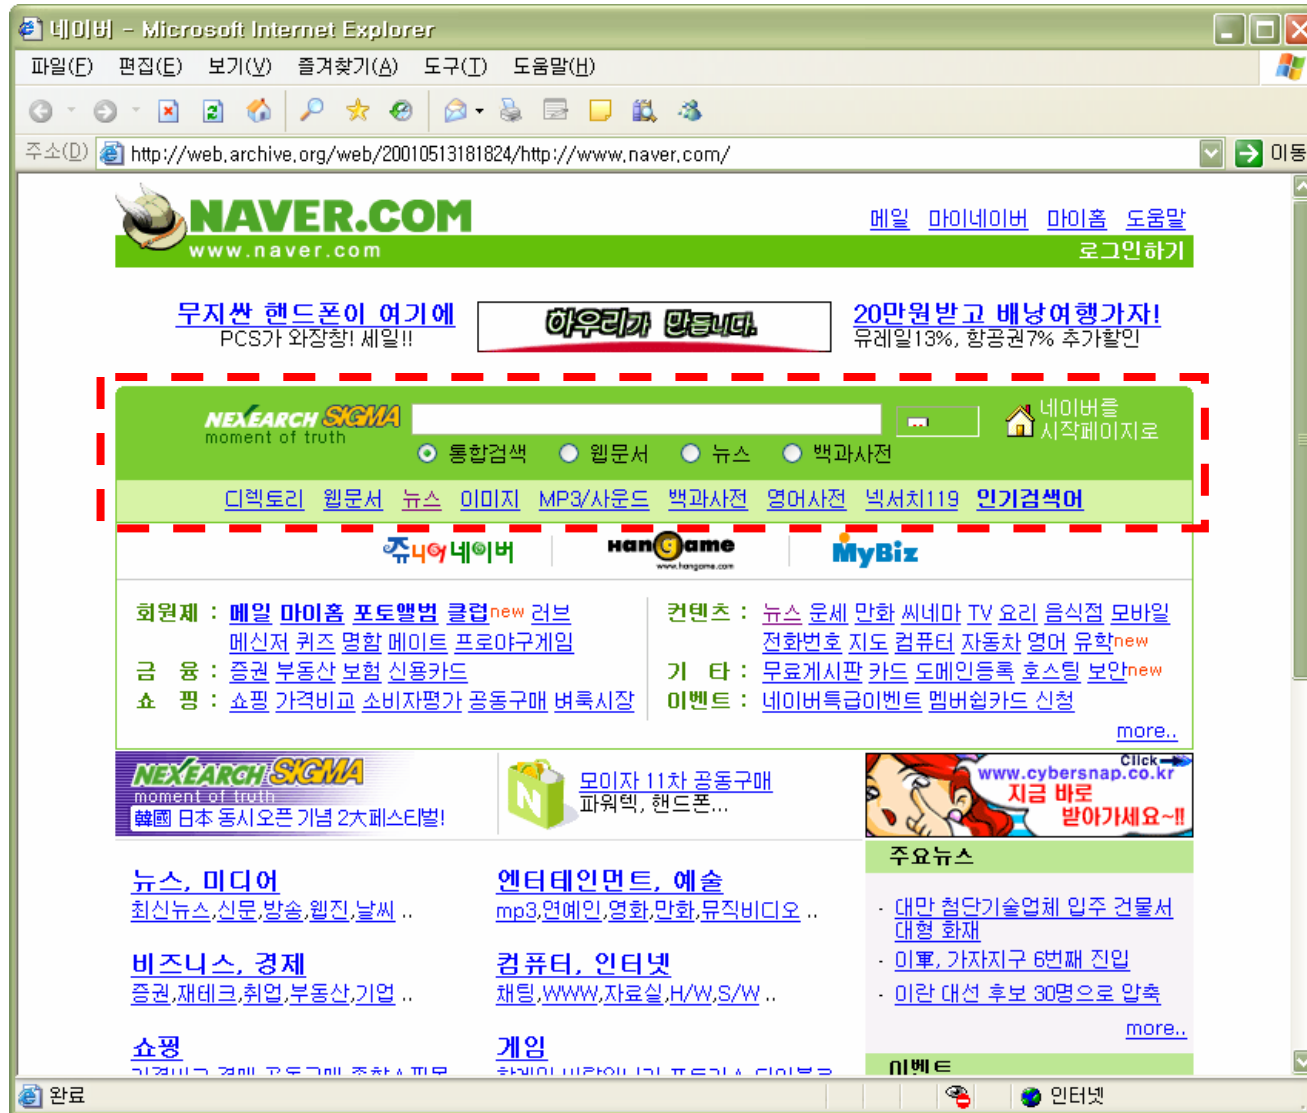 네이버 - Microsoft Internet Explorer
파일(F) 편집(E) 보기(V) 즐겨찾기(A) 도구(T) 도움말(H)
주소(D) http://web.archive.org/web/20010513181824/http://www.naver.com/ 이동
NAVER.COM
www.naver.com
메일 마이네이버 마이홈 도움말
로그인하기
무지싼 핸드폰이 여기에
PCS가 와장창! 세일!!
하우리가 만듭니다.
20만원받고 배낭여행가자!
유레일13%, 항공권7% 추가할인
NEXEARCH SIGMA
moment of truth
...
네이버를
시작페이지로
통합검색 웹문서 뉴스 백과사전
디렉토리 웹문서 뉴스 이미지 MP3/사운드 백과사전 영어사전 넥서치119 인기검색어
쥬니어네이버
HanGame
www.hangame.com
MyBiz
회원제 : 메일 마이홈 포토앨범 클럽new 러브
메신저 퀴즈 명함 메이트 프로야구게임
금 융 : 증권 부동산 보험 신용카드
쇼 핑 : 쇼핑 가격비교 소비자평가 공동구매 벼룩시장
컨텐츠 : 뉴스 운세 만화 씨네마 TV 요리 음식점 모바일
전화번호 지도 컴퓨터 자동차 영어 유학new
기 타 : 무료게시판 카드 도메인등록 호스팅 보안new
이벤트 : 네이버특급이벤트 멤버쉽카드 신청
more..
NEXEARCH SIGMA
moment of truth
韓國 日本 동시오픈 기념 2大페스티벌!
N
모이자 11차 공동구매
파워텍, 핸드폰...
Click
www.cybersnap.co.kr
지금 바로
받아가세요~!!
뉴스, 미디어
최신뉴스,신문,방송,웹진,날씨 ..
엔터테인먼트, 예술
mp3,연예인,영화,만화,뮤직비디오 ..
비즈니스, 경제
증권,재테크,취업,부동산,기업 ..
컴퓨터, 인터넷
채팅,WWW,자료실,H/W,S/W ..
쇼핑
게임
주요뉴스
· 대만 첨단기술업체 입주 건물서
대형 화재
· 이軍, 가자지구 6번째 진입
· 이란 대선 후보 30명으로 압축
more..
이벤트
완료
인터넷